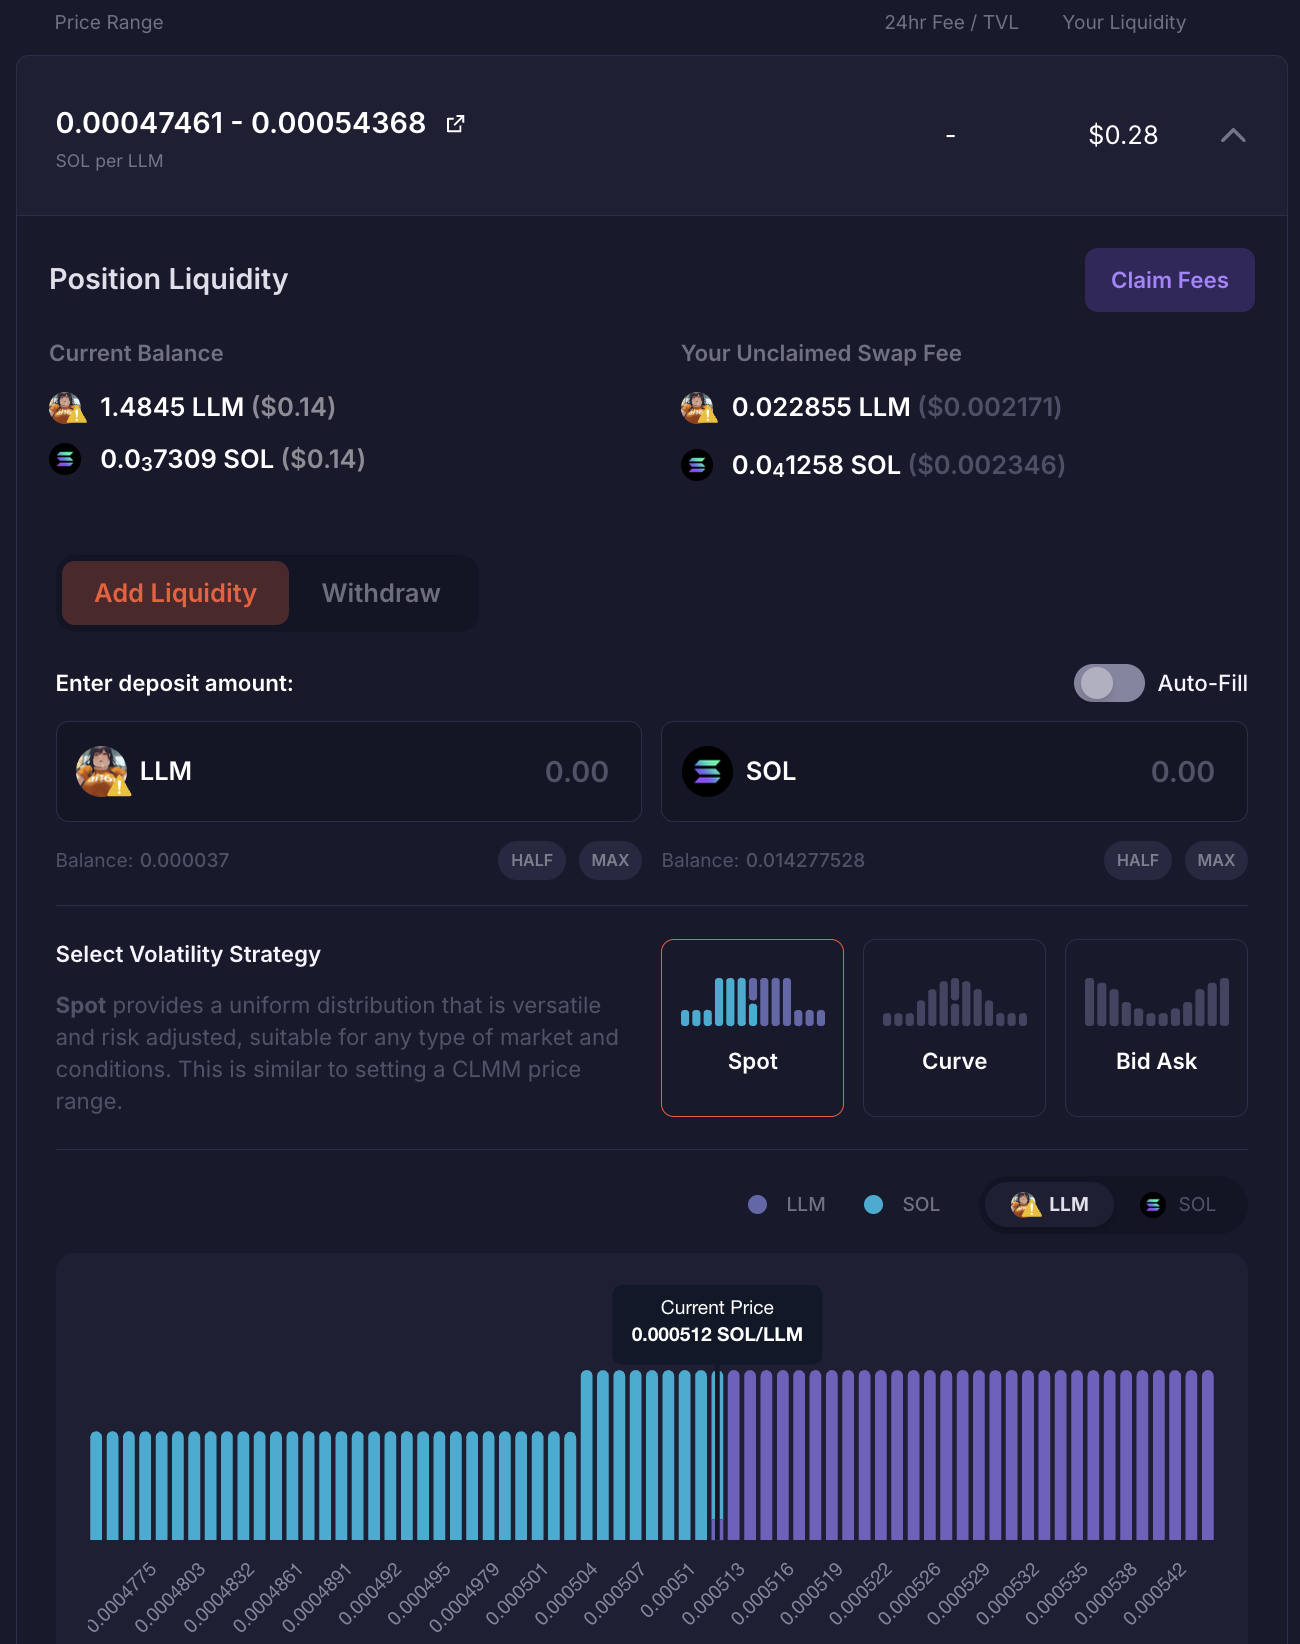 Price Range 24hr Fee / TVL Your Liquidity
0.00047461 - 0.00054368
SOL per LLM
- $0.28
Position Liquidity
Claim Fees
Current Balance
Your Unclaimed Swap Fee
1.4845 LLM ($0.14)
0.022855 LLM ($0.002171)
0.0₃7309 SOL ($0.14)
0.0₄1258 SOL ($0.002346)
Add Liquidity Withdraw
Enter deposit amount:
Auto-Fill
LLM 0.00
SOL 0.00
Balance: 0.000037 HALF MAX
Balance: 0.014277528 HALF MAX
Select Volatility Strategy
Spot provides a uniform distribution that is versatile
and risk adjusted, suitable for any type of market and
conditions. This is similar to setting a CLMM price
range.
Spot
Curve
Bid Ask
LLM SOL LLM SOL
Current Price
0.000512 SOL/LLM
0.0004775
0.0004803
0.0004832
0.0004861
0.0004891
0.000492
0.000495
0.0004979
0.000501
0.000504
0.000507
0.00051
0.000513
0.000516
0.000519
0.000522
0.000526
0.000529
0.000532
0.000535
0.000538
0.000542